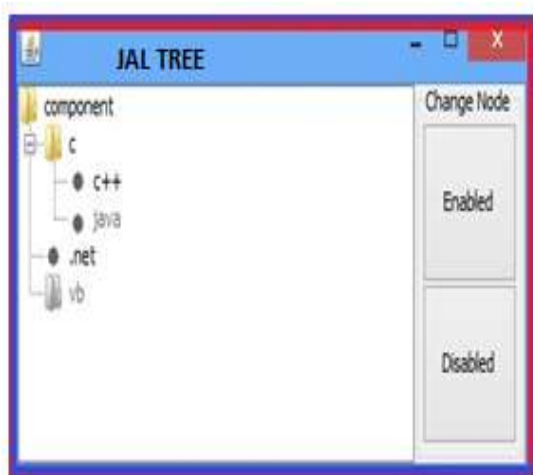 JAL TREE
component
c
c++
java
.net
vb
Change Node
Enabled
Disabled